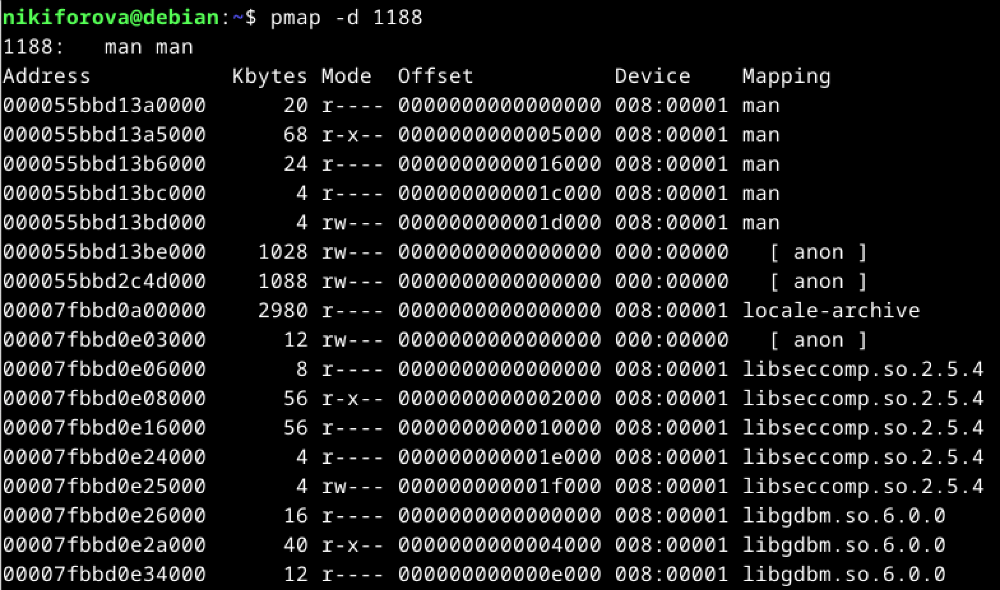 nikiforova@debian:~$ pmap -d 1188
1188:   man man
Address           Kbytes Mode  Offset           Device    Mapping
000055bbd13a0000      20 r---- 0000000000000000 008:00001 man
000055bbd13a5000      68 r-x-- 0000000000005000 008:00001 man
000055bbd13b6000      24 r---- 0000000000016000 008:00001 man
000055bbd13bc000       4 r---- 000000000001c000 008:00001 man
000055bbd13bd000       4 rw--- 000000000001d000 008:00001 man
000055bbd13be000    1028 rw--- 0000000000000000 000:00000   [ anon ]
000055bbd2c4d000    1088 rw--- 0000000000000000 000:00000   [ anon ]
00007fbbd0a00000    2980 r---- 0000000000000000 008:00001 locale-archive
00007fbbd0e03000      12 rw--- 0000000000000000 000:00000   [ anon ]
00007fbbd0e06000       8 r---- 0000000000000000 008:00001 libseccomp.so.2.5.4
00007fbbd0e08000      56 r-x-- 0000000000002000 008:00001 libseccomp.so.2.5.4
00007fbbd0e16000      56 r---- 0000000000010000 008:00001 libseccomp.so.2.5.4
00007fbbd0e24000       4 r---- 000000000001e000 008:00001 libseccomp.so.2.5.4
00007fbbd0e25000       4 rw--- 000000000001f000 008:00001 libseccomp.so.2.5.4
00007fbbd0e26000      16 r---- 0000000000000000 008:00001 libgdbm.so.6.0.0
00007fbbd0e2a000      40 r-x-- 0000000000004000 008:00001 libgdbm.so.6.0.0
00007fbbd0e34000      12 r---- 000000000000e000 008:00001 libgdbm.so.6.0.0